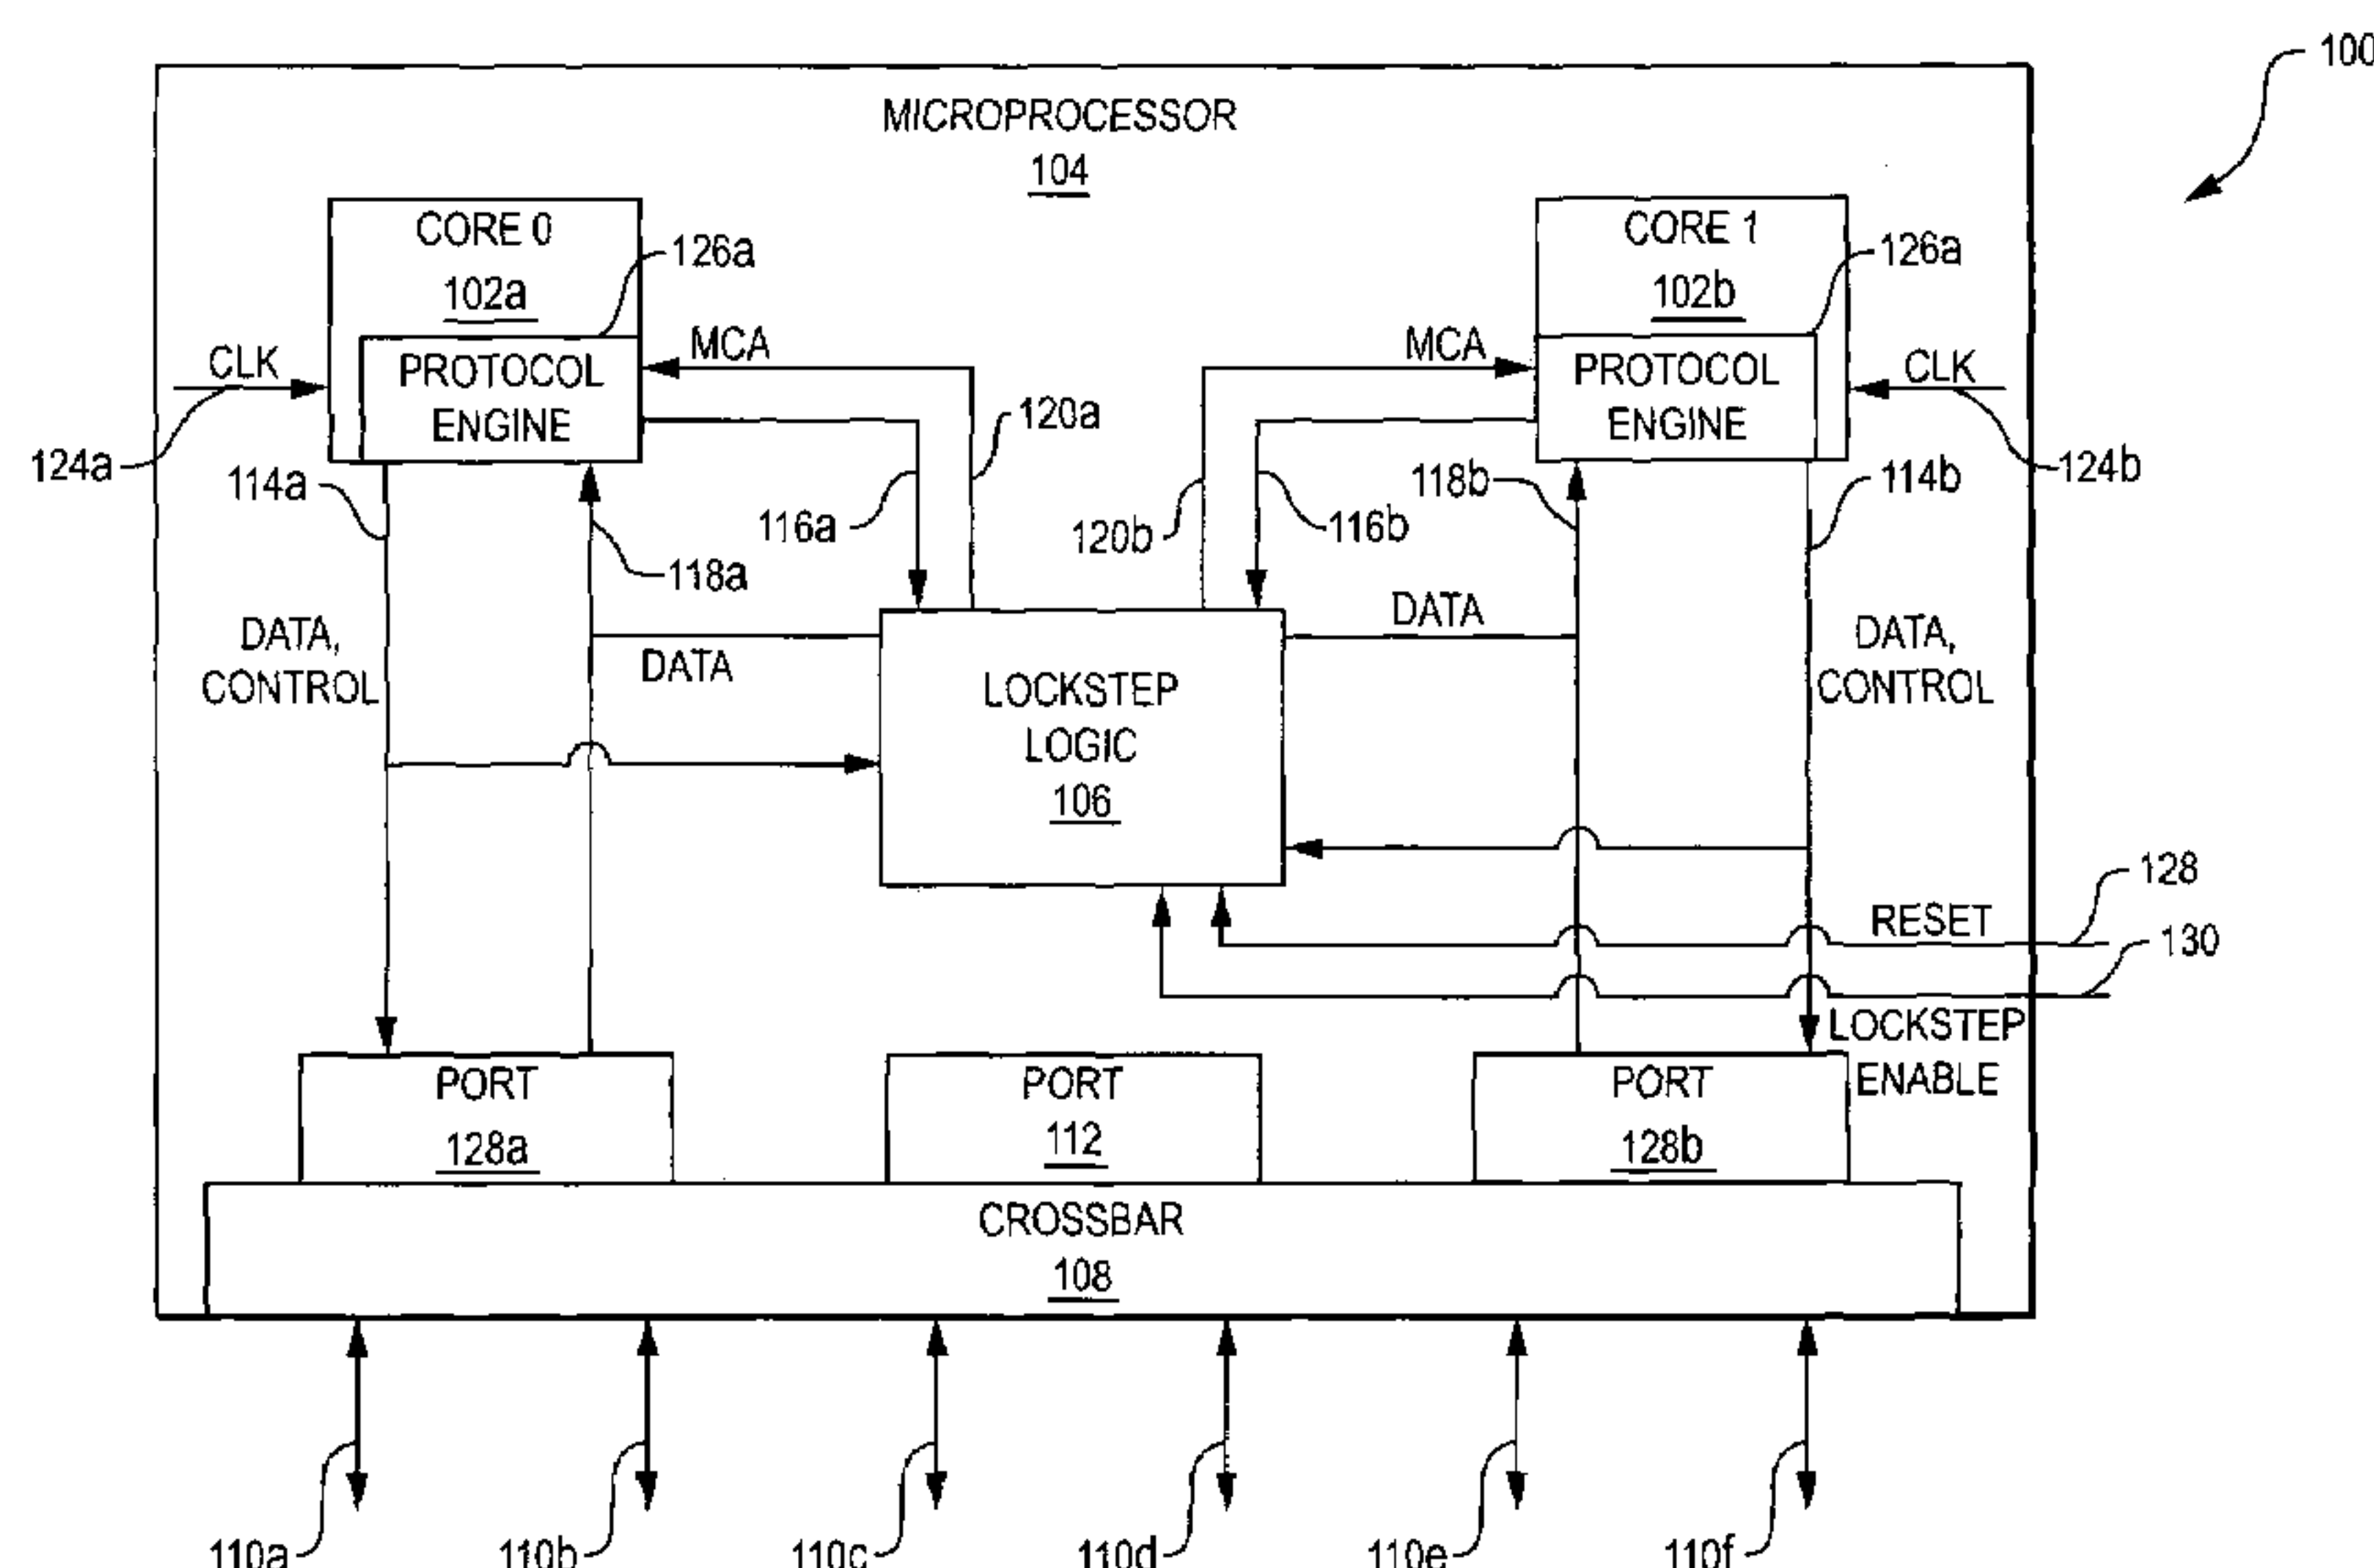 100
MICROPROCESSOR
104
CORE 0
102a
126a
CORE 1
102b
126a
CLK
PROTOCOL
ENGINE
MCA
MCA
PROTOCOL
ENGINE
CLK
124a
114a
116a
120a
118a
120b
116b
118b
114b
124b
DATA,
CONTROL
DATA
LOCKSTEP
LOGIC
106
DATA
DATA,
CONTROL
128
RESET
130
LOCKSTEP
ENABLE
PORT
128a
PORT
112
PORT
128b
CROSSBAR
108
110a
110b
110c
110d
110e
110f